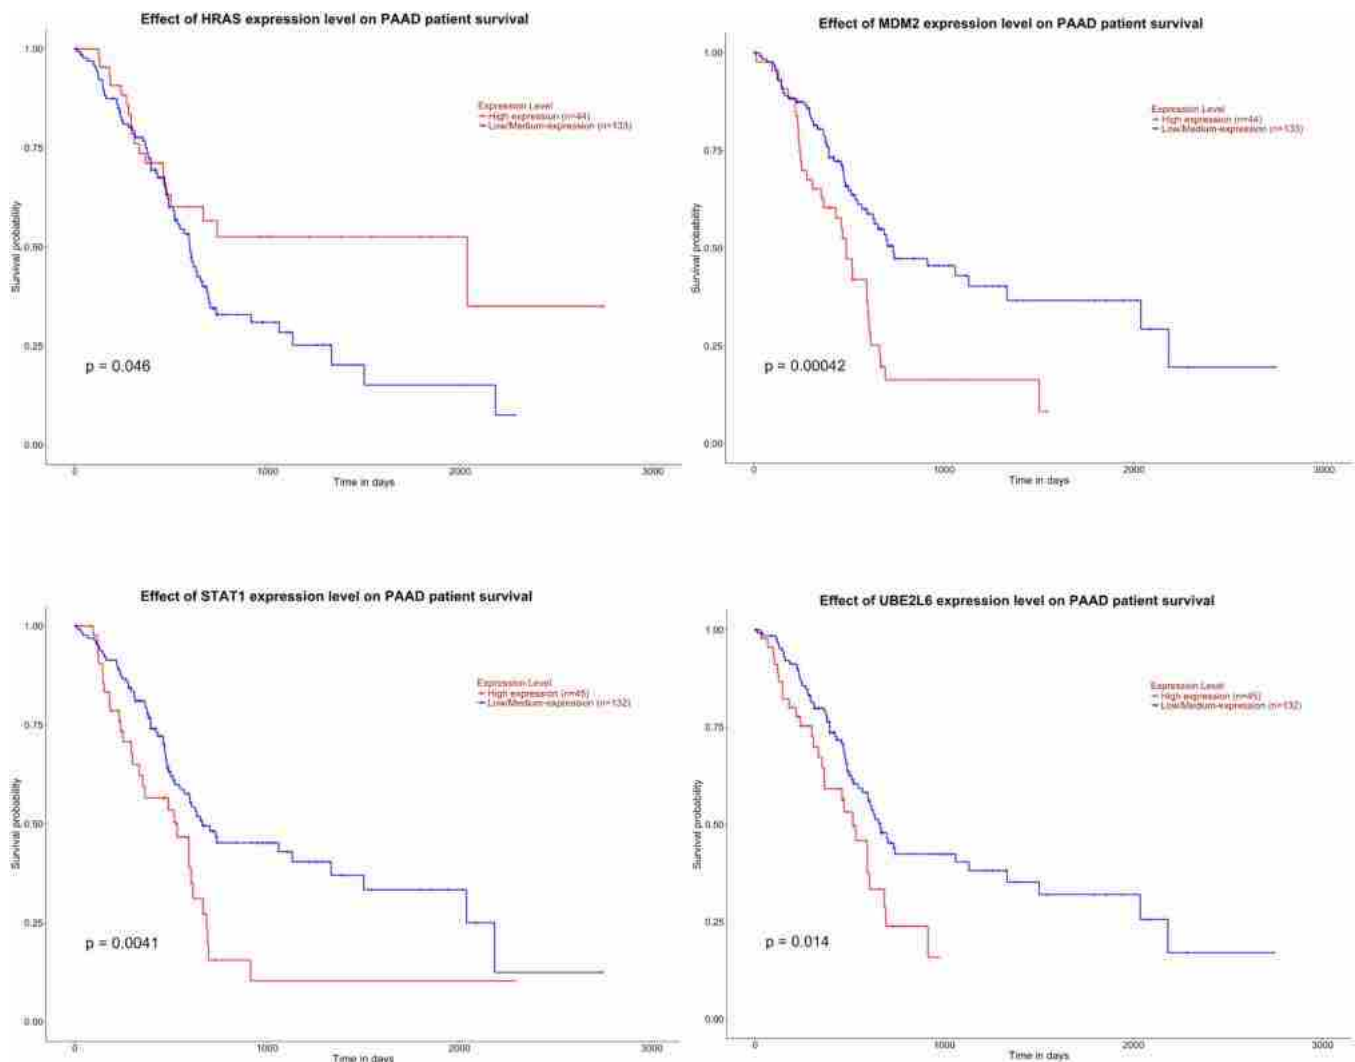 Effect of HRAS expression level on PAAD patient survival
1.00
0.75
0.50
0.25
0.00
Survival probability
Expression Level
High expression (n=44)
Low/Medium-expression (n=133)
p = 0.046
0
1000
2000
3000
Time in days
Effect of MDM2 expression level on PAAD patient survival
1.00
0.75
0.50
0.25
0.00
Survival probability
Expression Level
High expression (n=44)
Low/Medium-expression (n=133)
p = 0.00042
0
1000
2000
3000
Time in days
Effect of STAT1 expression level on PAAD patient survival
1.00
0.75
0.50
0.25
0.00
Survival probability
Expression Level
High expression (n=45)
Low/Medium-expression (n=132)
p = 0.0041
0
1000
2000
3000
Time in days
Effect of UBE2L6 expression level on PAAD patient survival
1.00
0.75
0.50
0.25
0.00
Survival probability
Expression Level
High expression (n=45)
Low/Medium-expression (n=132)
p = 0.014
0
1000
2000
3000
Time in days